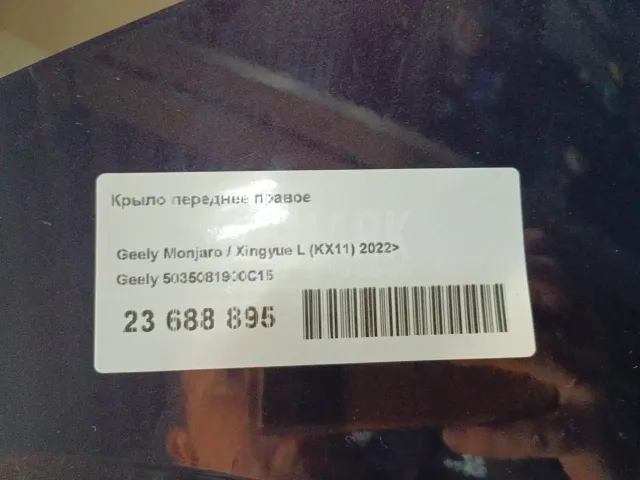 Крыло переднее правое
Geely Monjaro / Xingyue L (KX11) 2022>
Geely 5035081900C15
23 688 895